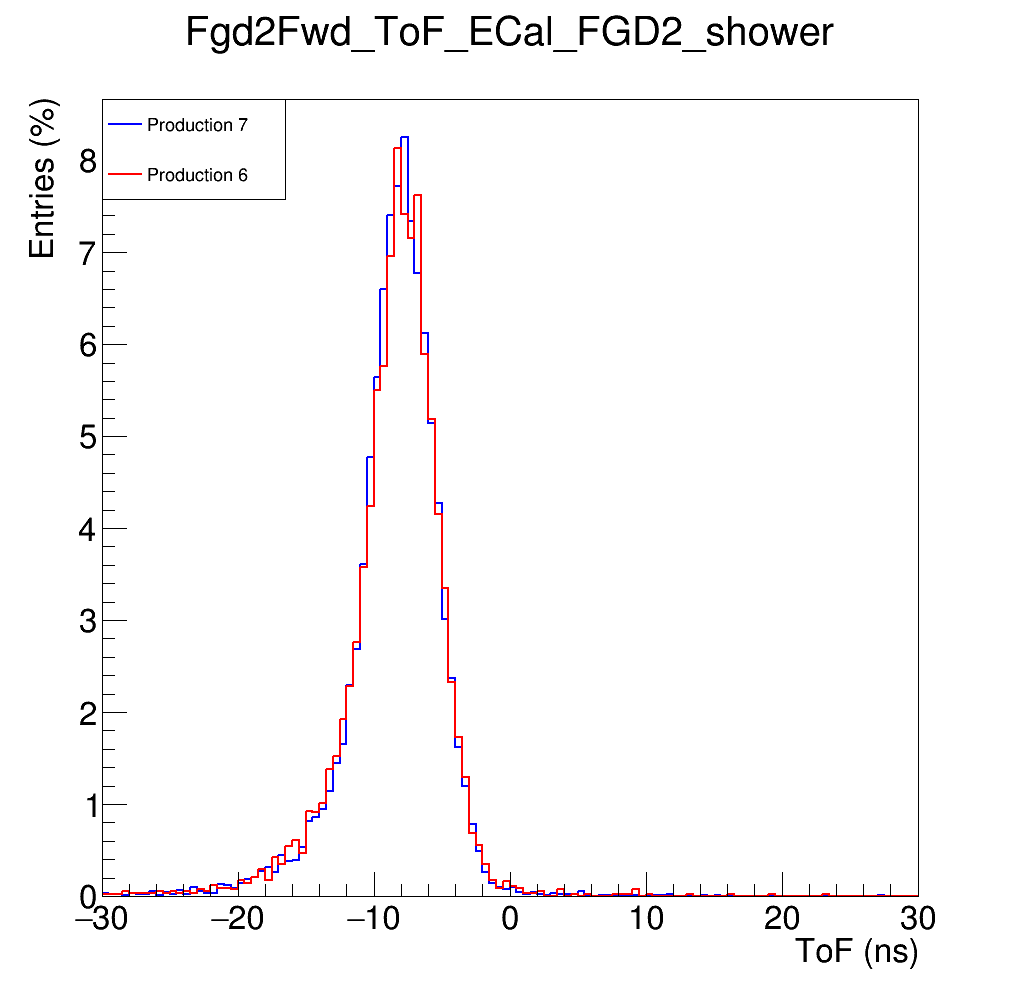 Fgd2Fwd_ToF_ECal_FGD2_shower
Entries (%)
Production 7
Production 6
8
7
6
5
4
3
2
1
0
−30 −20 −10 0 10 20 30
ToF (ns)